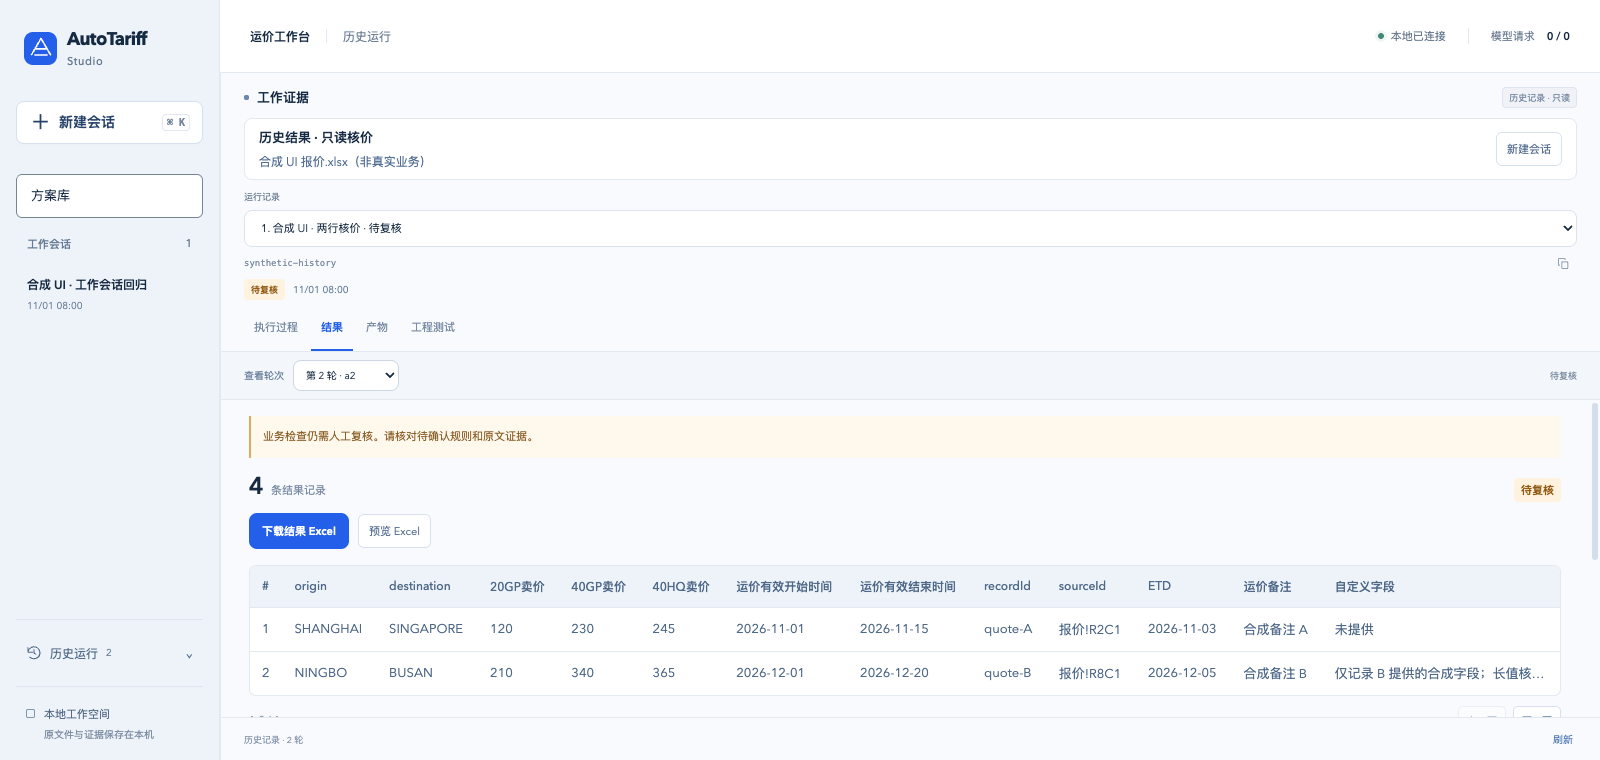 AutoTariff
Studio
新建会话
⌘ K
方案库
工作会话 1
合成 UI · 工作会话回归
11/01 08:00
历史运行 2
本地工作空间
原文件与证据保存在本机
运价工作台
历史运行
本地已连接
模型请求 0 / 0
工作证据
历史记录 · 只读
历史结果 · 只读核价
合成 UI 报价.xlsx（非真实业务）
新建会话
运行记录
1. 合成 UI · 两行核价 · 待复核
synthetic-history
待复核 11/01 08:00
执行过程 结果 产物 工程测试
查看轮次 第 2 轮 · a2 待复核
业务检查仍需人工复核。请核对待确认规则和原文证据。
4 条结果记录 待复核
下载结果 Excel 预览 Excel
# origin destination 20GP卖价 40GP卖价 40HQ卖价 运价有效开始时间 运价有效结束时间 recordId sourceId ETD 运价备注 自定义字段
1 SHANGHAI SINGAPORE 120 230 245 2026-11-01 2026-11-15 quote-A 报价!R2C1 2026-11-03 合成备注 A 未提供
2 NINGBO BUSAN 210 340 365 2026-12-01 2026-12-20 quote-B 报价!R8C1 2026-12-05 合成备注 B 仅记录 B 提供的合成字段；长值核...
历史记录 · 2 轮 刷新